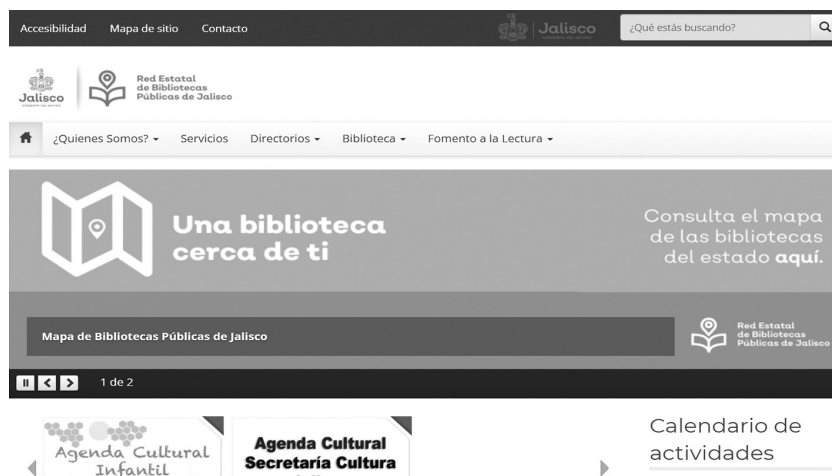 Accesibilidad Mapa de sitio Contacto
Jalisco
¿Qué estás buscando?
Jalisco
Red Estatal
de Bibliotecas
Públicas de Jalisco
¿Quienes Somos? Servicios Directorios Biblioteca Fomento a la Lectura
Una biblioteca
cerca de ti
Consulta el mapa
de las bibliotecas
del estado aquí.
Mapa de Bibliotecas Públicas de Jalisco
Red Estatal
de Bibliotecas
Públicas de Jalisco
1 de 2
Agenda Cultural
Infantil
Agenda Cultural
Secretaría Cultura
Calendario de
actividades